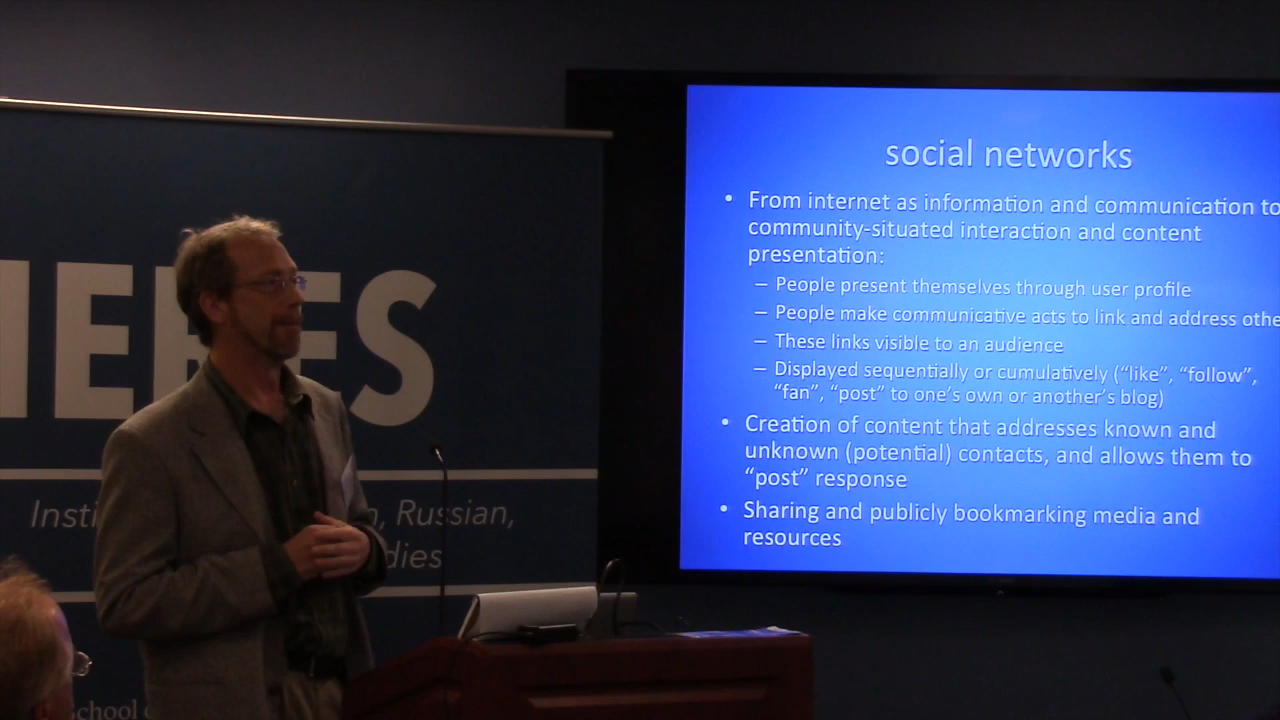 IERES
Insti n, Russian,
dies
School o
social networks
• From internet as information and communication to
community-situated interaction and content
presentation:
– People present themselves through user profile
– People make communicative acts to link and address othe
– These links visible to an audience
– Displayed sequentially or cumulatively (“like”, “follow”,
“fan”, “post” to one’s own or another’s blog)
• Creation of content that addresses known and
unknown (potential) contacts, and allows them to
“post” response
• Sharing and publicly bookmarking media and
resources